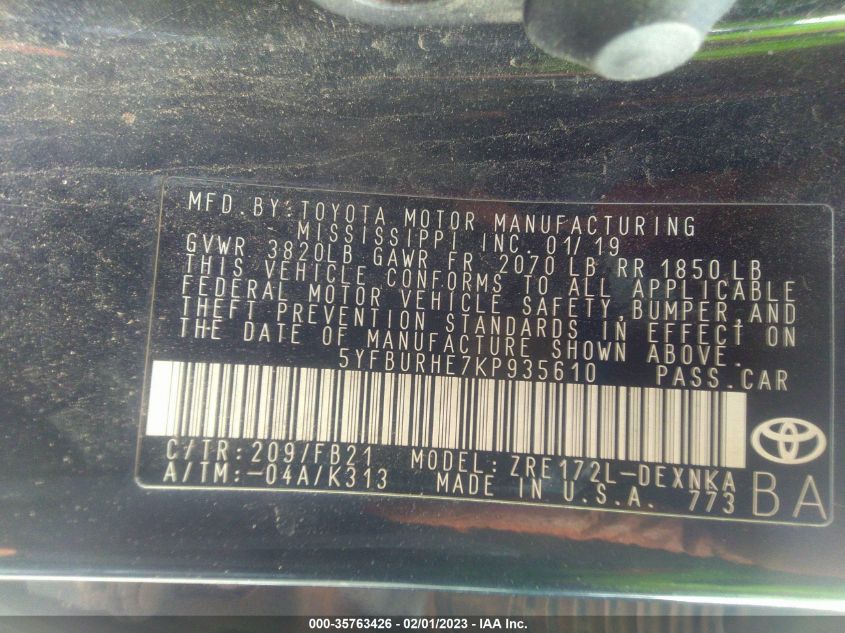 MFD. BY: TOYOTA MOTOR MANUFACTURING
MISSISSIPPI INC. 01/19
GVWR 3820LB GAWR FR 2070 LB RR 1850 LB
THIS VEHICLE CONFORMS TO ALL APPLICABLE
FEDERAL MOTOR VEHICLE SAFETY, BUMPER, AND
THEFT PREVENTION STANDARDS IN EFFECT ON
THE DATE OF MANUFACTURE SHOWN ABOVE.
5YFBURHE7KP935610 PASS.CAR
C/TR: 209/FB21 MODEL: ZRE172L-DEXNKA
A/TM: -04A/K313 MADE IN U.S.A. 773
BA
000-35763426 - 02/01/2023 - IAA Inc.